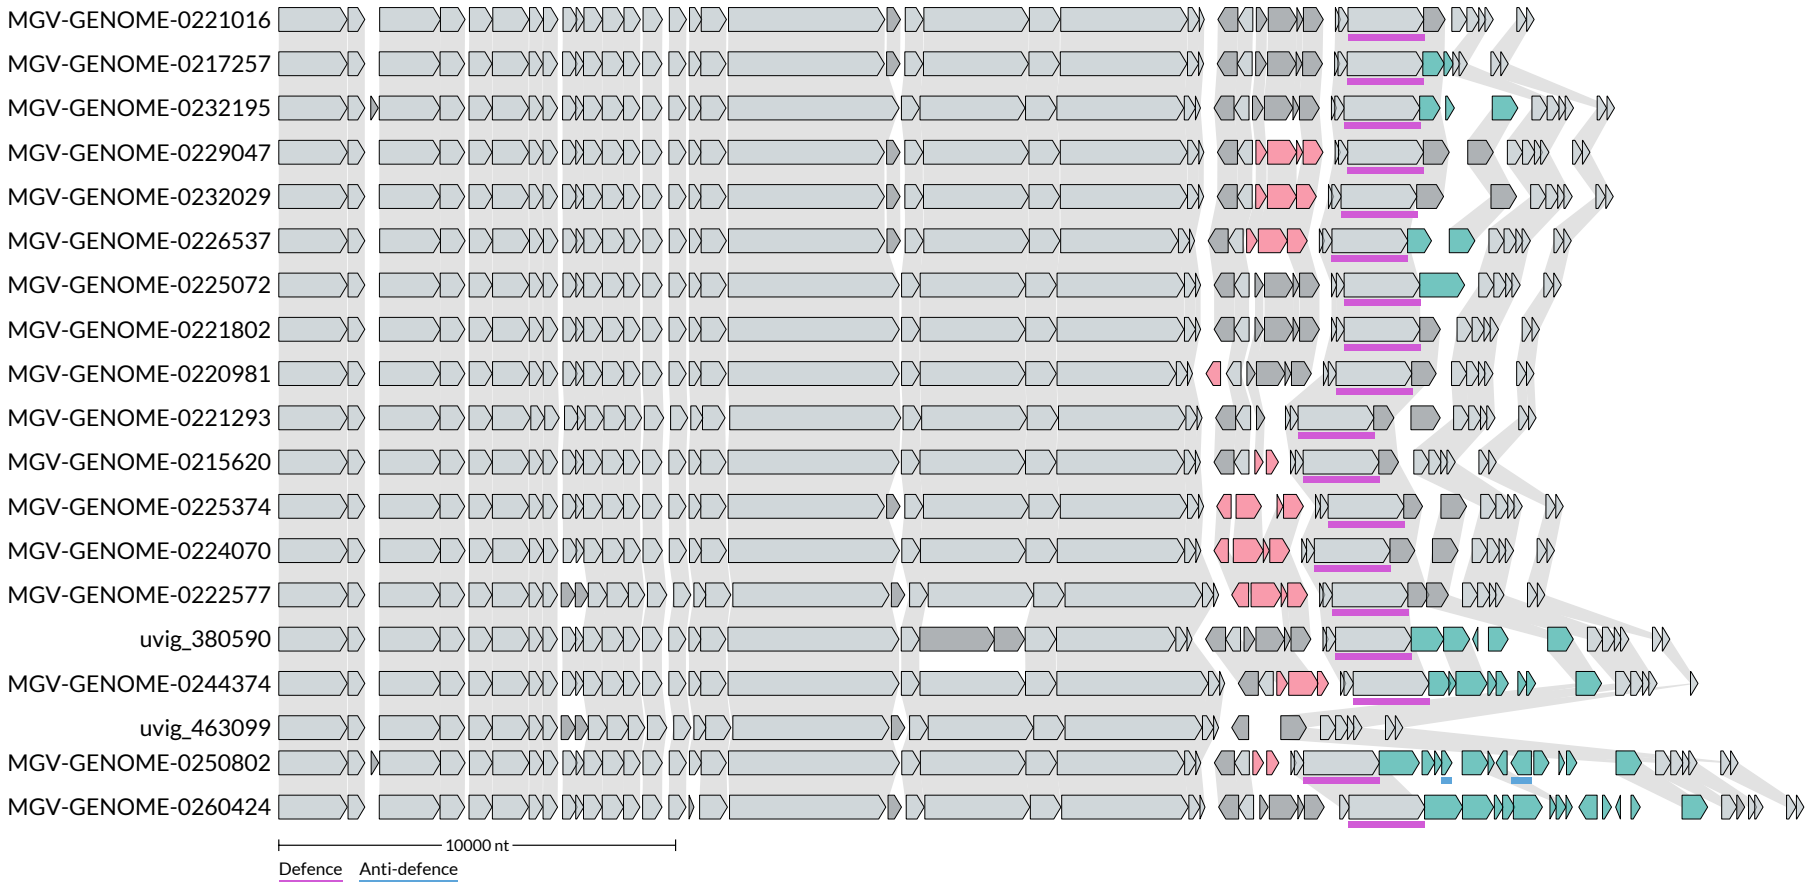 MGV-GENOME-0221016
MGV-GENOME-0217257
MGV-GENOME-0232195
MGV-GENOME-0229047
MGV-GENOME-0232029
MGV-GENOME-0226537
MGV-GENOME-0225072
MGV-GENOME-0221802
MGV-GENOME-0220981
MGV-GENOME-0221293
MGV-GENOME-0215620
MGV-GENOME-0225374
MGV-GENOME-0224070
MGV-GENOME-0222577
uvig_380590
MGV-GENOME-0244374
uvig_463099
MGV-GENOME-0250802
MGV-GENOME-0260424
10000 nt
Defence Anti-defence